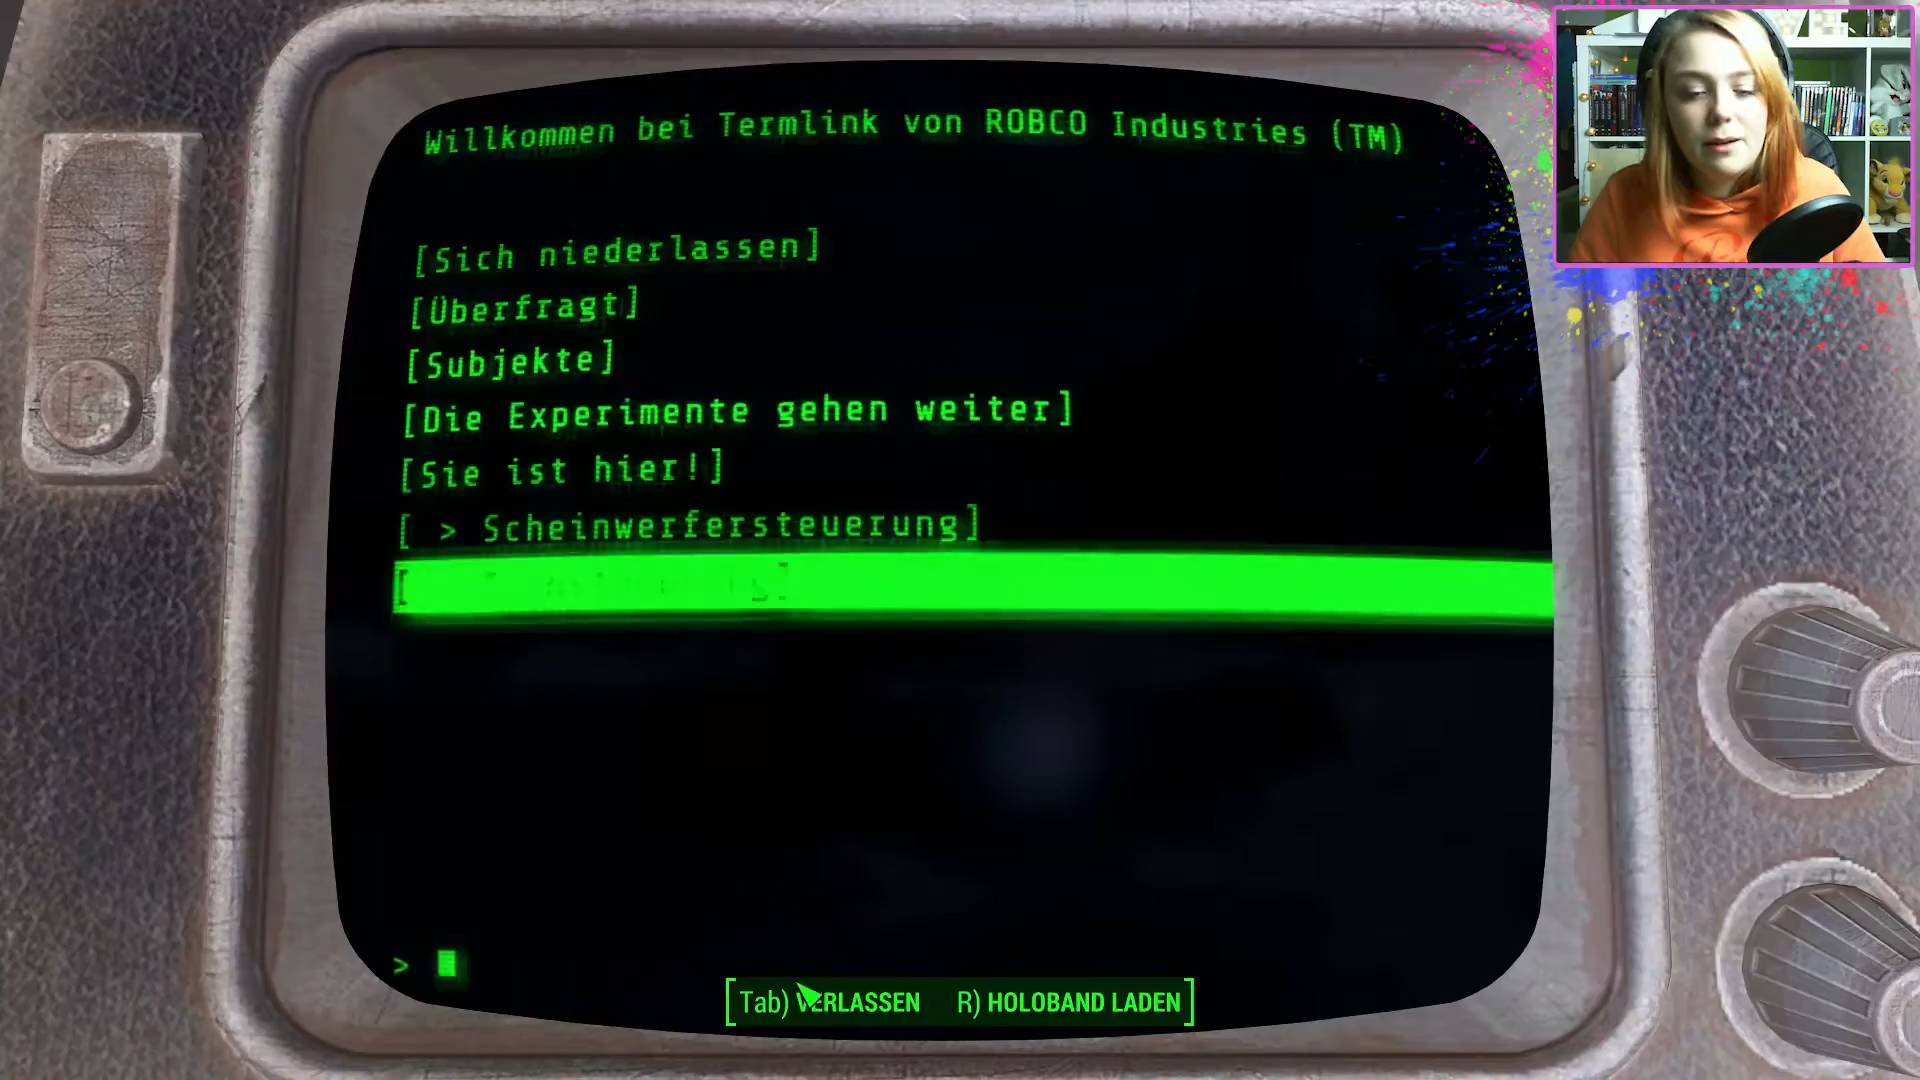 Willkommen bei Termlink von ROBCO Industries (TM)
[Sich niederlassen]
[Überfragt]
[Subjekte]
[Die Experimente gehen weiter]
[Sie ist hier!]
[ > Scheinwerfersteuerung]
>
Tab) VERLASSEN R) HOLOBAND LADEN